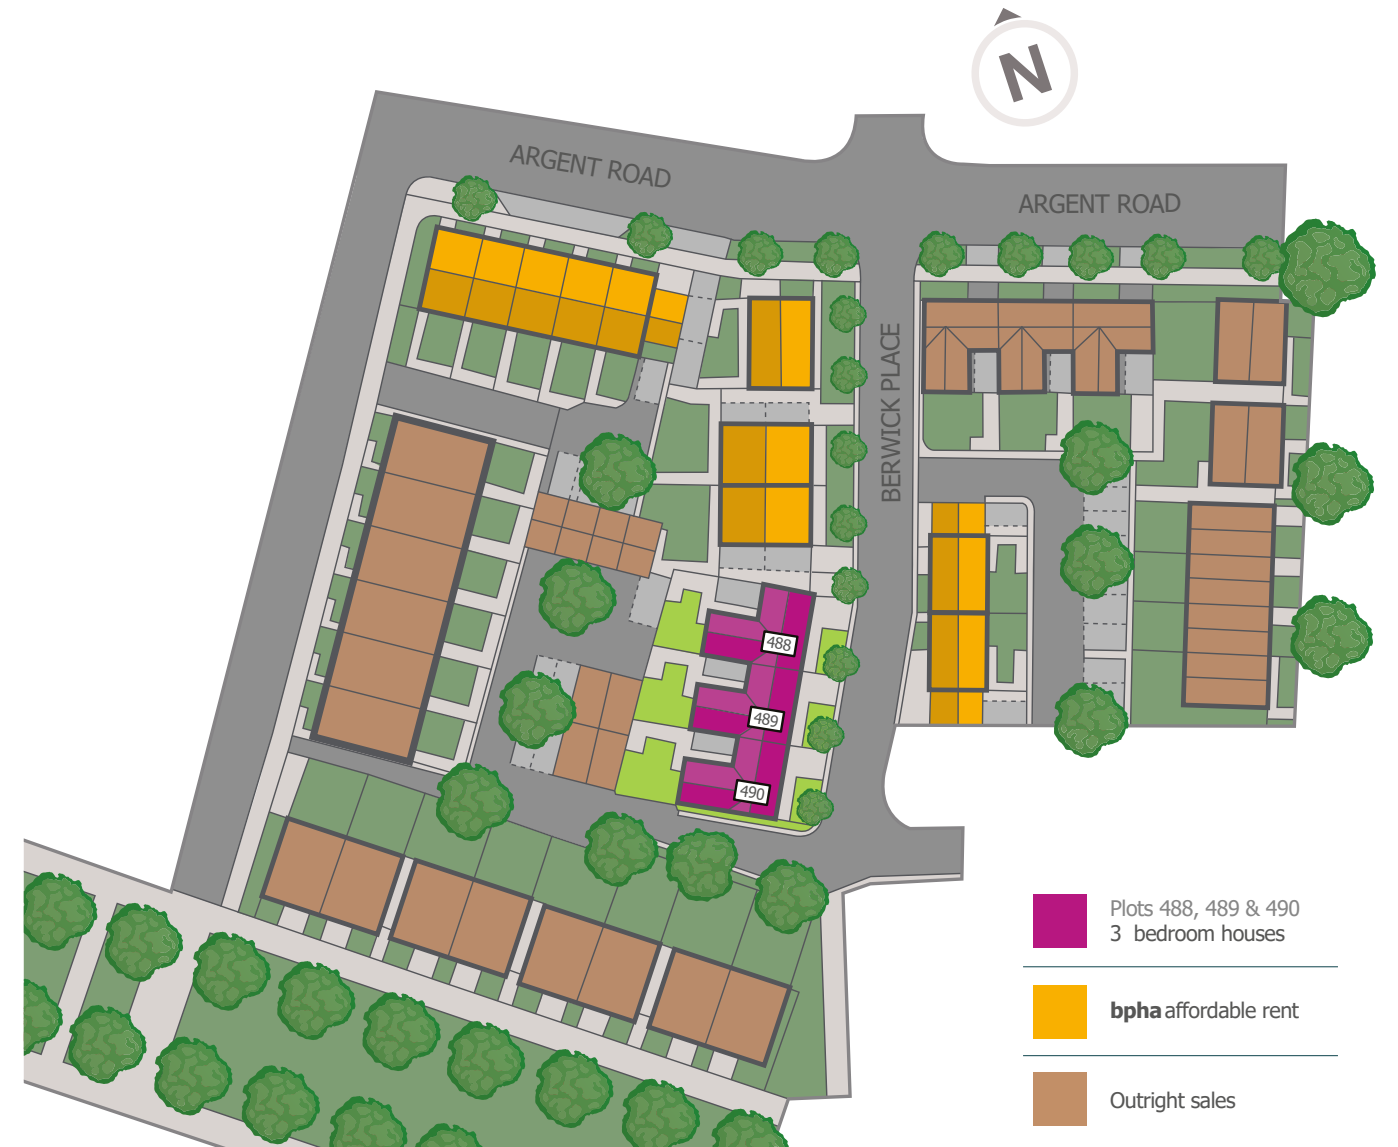 N
ARGENT ROAD
ARGENT ROAD
BERWICK PLACE
488
489
490
Plots 488, 489 & 490
3 bedroom houses
bpha affordable rent
Outright sales